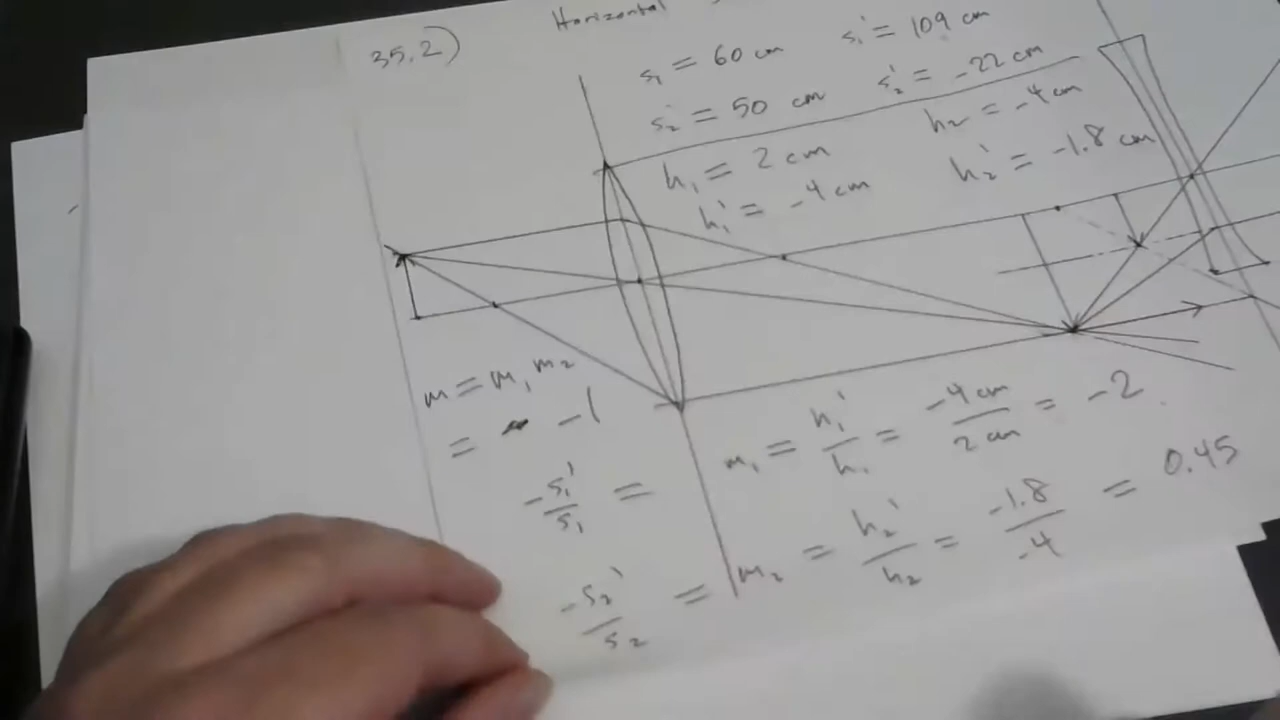 35.2) Horizontal
s₁ = 60 cm s₁' = 109 cm
s₂ = 50 cm s₂' = -22 cm
h₁ = 2 cm h₂ = -4 cm
h₁' = -4 cm h₂' = -1.8 cm
m = m₁ m₂
= -1
-s₁'/s₁ = m₁ = h₁'/h₁ = -4 cm/2 cm = -2
-s₂'/s₂ = m₂ = h₂'/h₂ = -1.8/-4 = 0.45